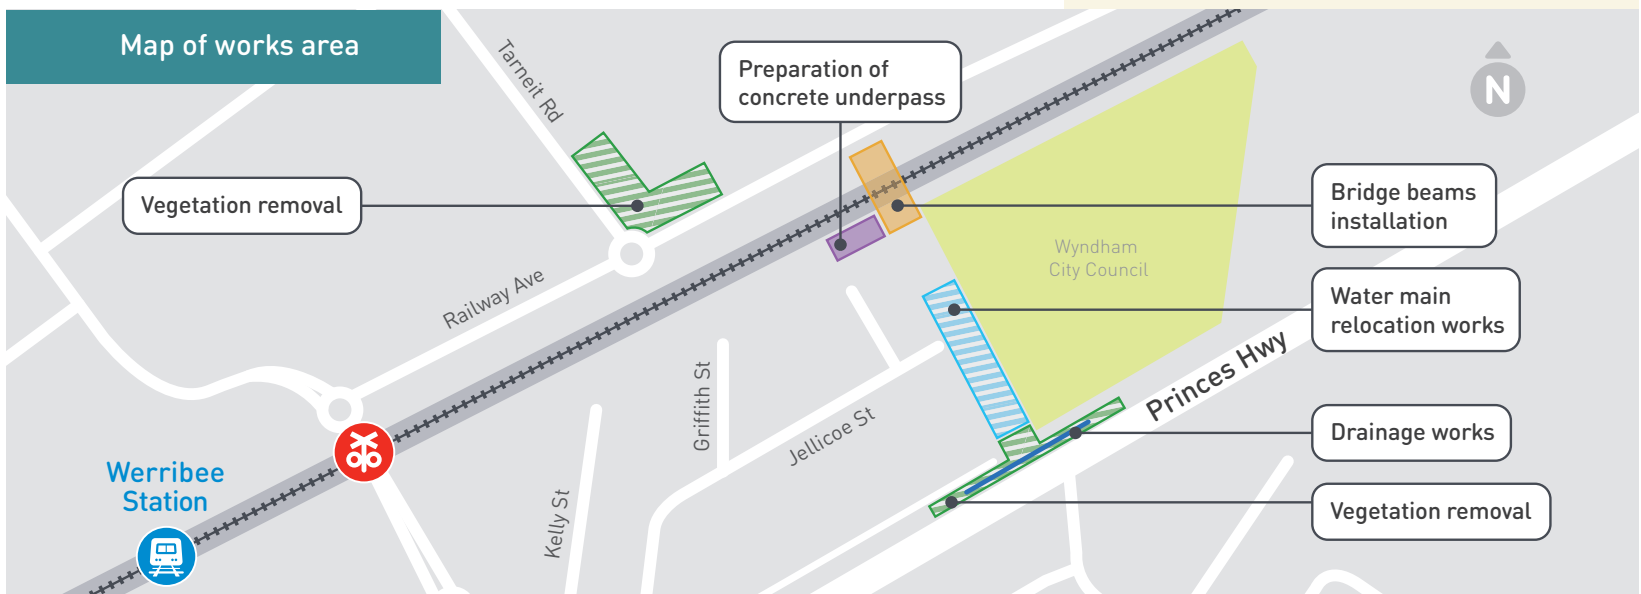 Map of works area
Tarneit Rd
Preparation of
concrete underpass
N
Vegetation removal
Bridge beams
installation
Wyndham
City Council
Water main
relocation works
Railway Ave
Princes Hwy
Griffith St
Jellicoe St
Drainage works
Werribee
Station
Kelly St
Vegetation removal